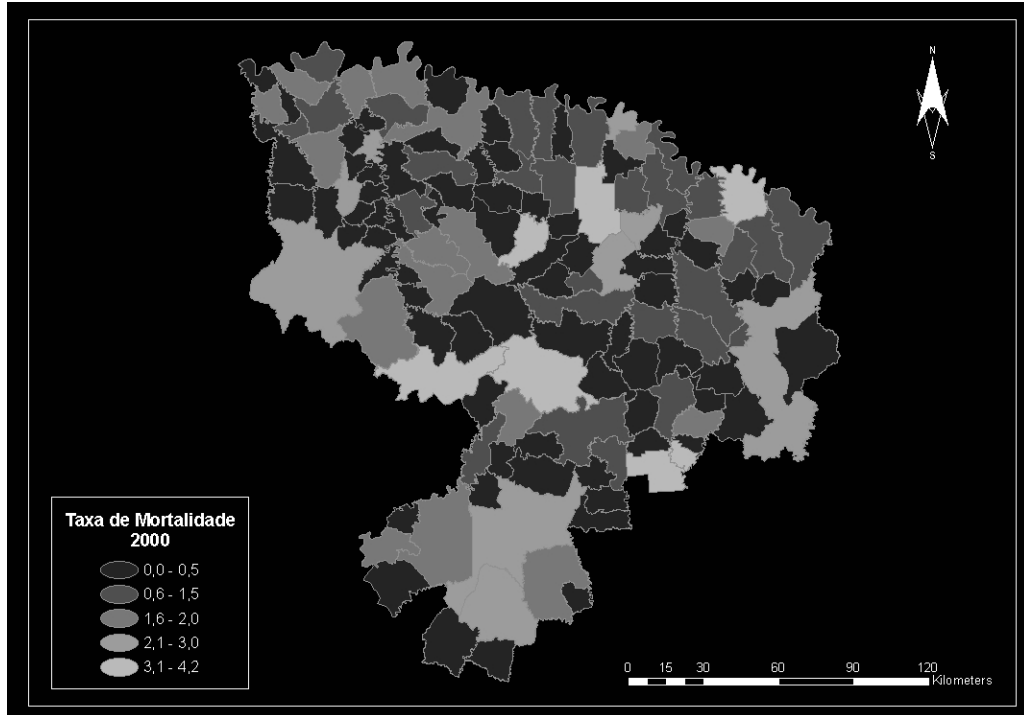 N
S
Taxa de Mortalidade
2000
0,0 - 0,5
0,6 - 1,5
1,6 - 2,0
2,1 - 3,0
3,1 - 4,2
0 15 30 60 90 120
Kilometers